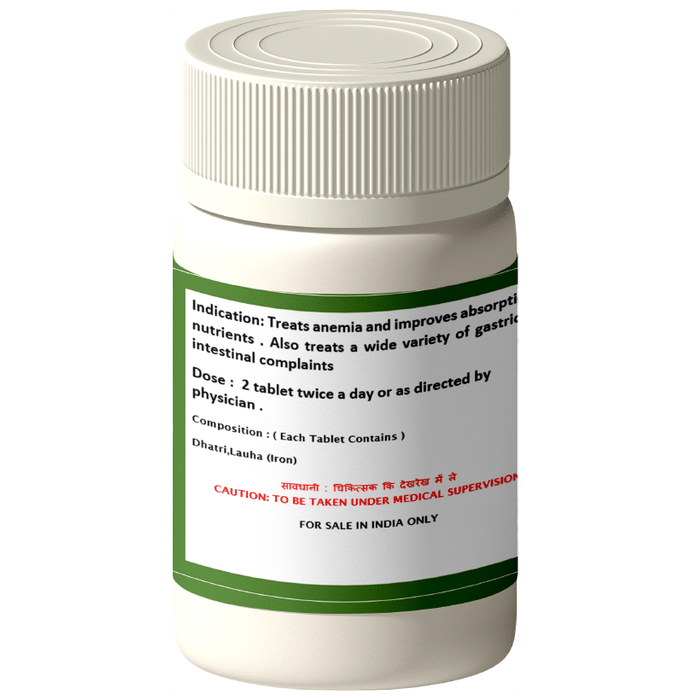 Indication: Treats anemia and improves absorpti
nutrients . Also treats a wide variety of gastric
intestinal complaints
Dose : 2 tablet twice a day or as directed by
physician .
Composition : ( Each Tablet Contains )
Dhatri,Lauha (Iron)
सावधानी : चिकित्सक कि देखरेख में ले
CAUTION: TO BE TAKEN UNDER MEDICAL SUPERVISION
FOR SALE IN INDIA ONLY